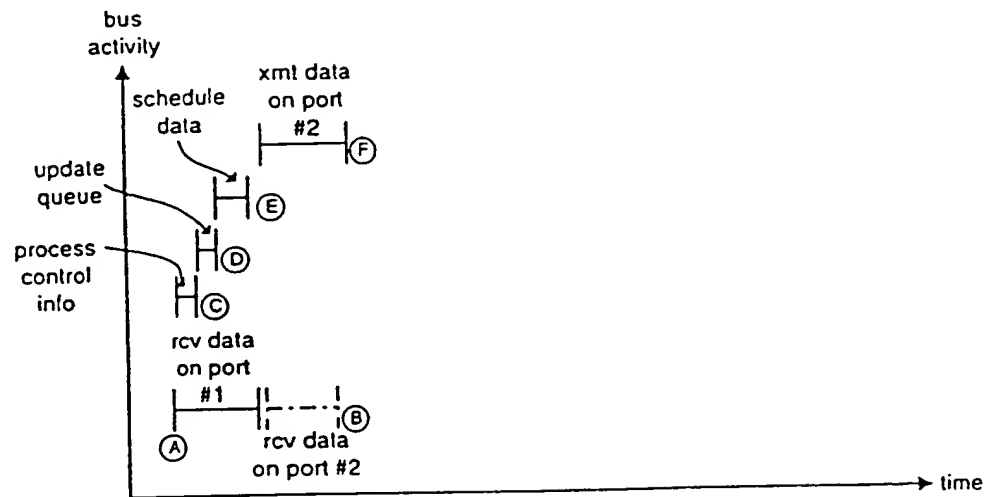 bus
activity
xmt data
on port
#2
schedule
data
F
update
queue
E
process
control
info
D
C
rcv data
on port
#1
A
B
rcv data
on port #2
time